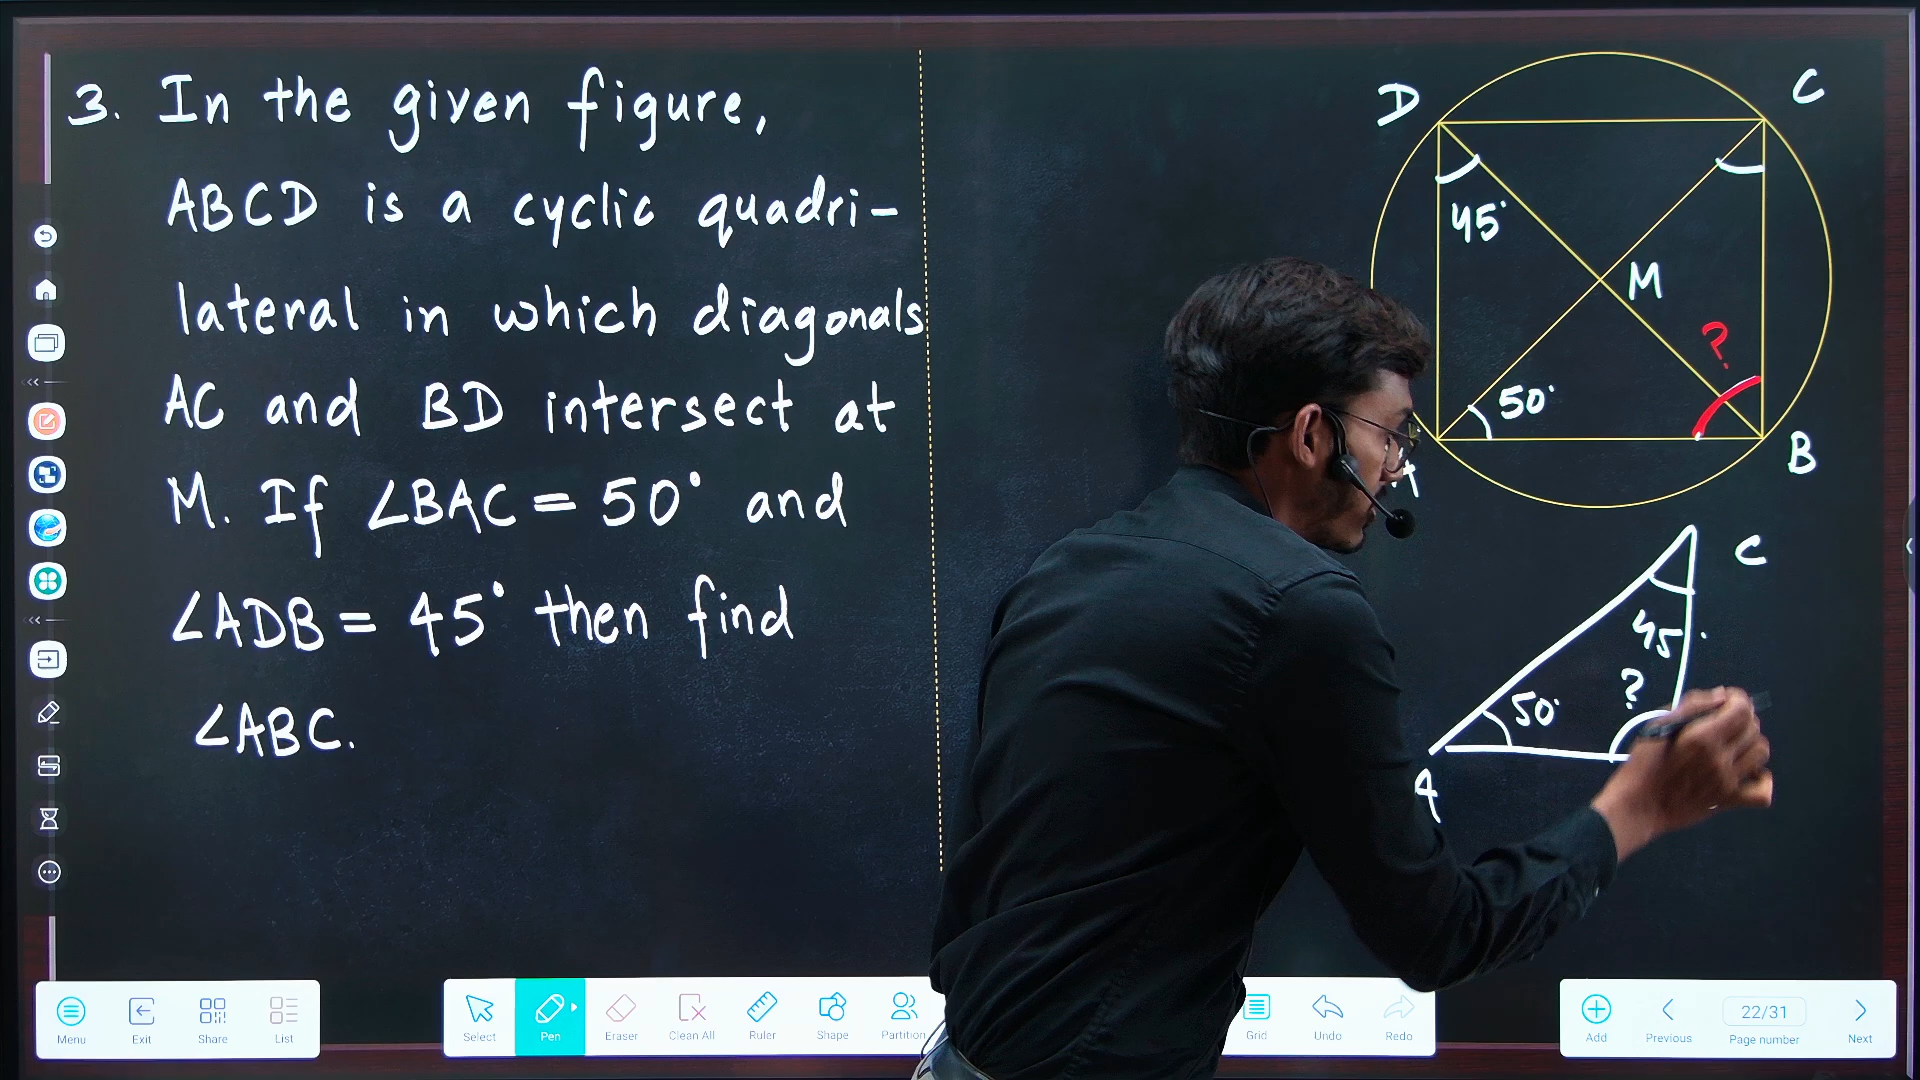 3. In the given figure,
ABCD is a cyclic quadri-
lateral in which diagonals
AC and BD intersect at
M. If ∠BAC = 50° and
∠ADB = 45° then find
∠ABC.
D
C
45°
M
?
50°
B
A
C
45°
?
50°
A
Menu
Exit
Share
List
Select
Pen
Eraser
Clean All
Ruler
Shape
Partition
Grid
Undo
Redo
Add
Previous
22/31
Page number
Next